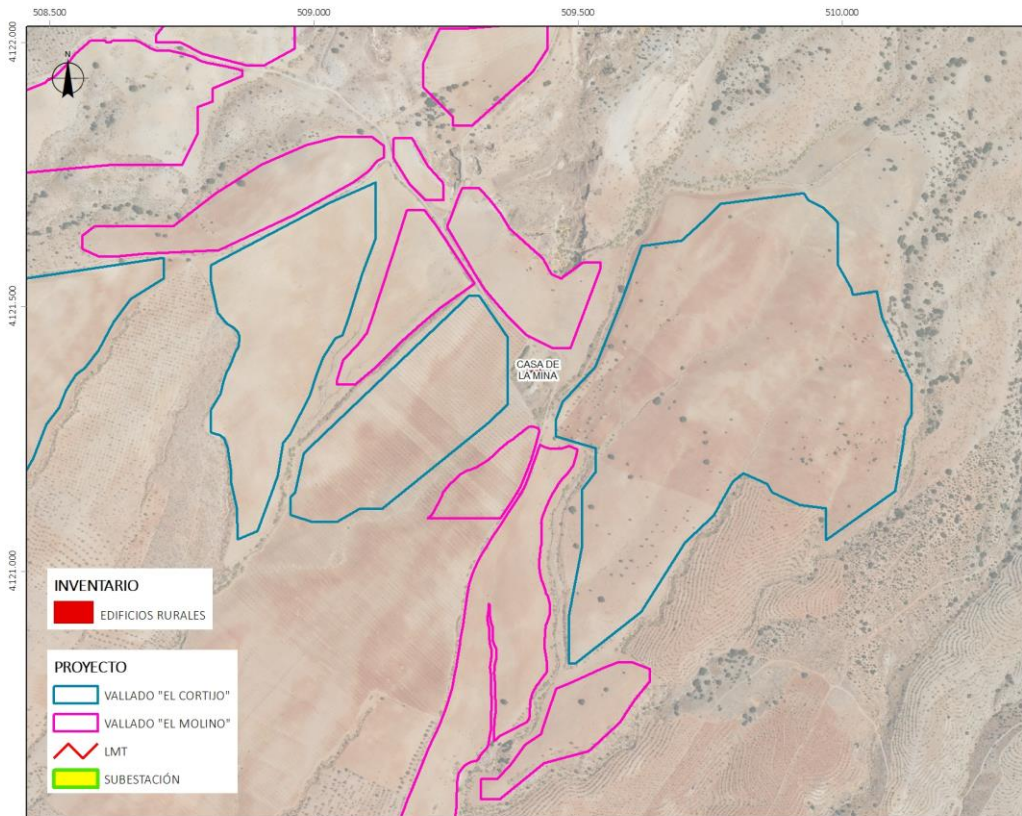 508.500
509.000
509.500
510.000
4.122.000
N
4.121.500
CASA DE
LA MINA
4.121.000
INVENTARIO
EDIFICIOS RURALES
PROYECTO
VALLADO "EL CORTIJO"
VALLADO "EL MOLINO"
LMT
SUBESTACIÓN